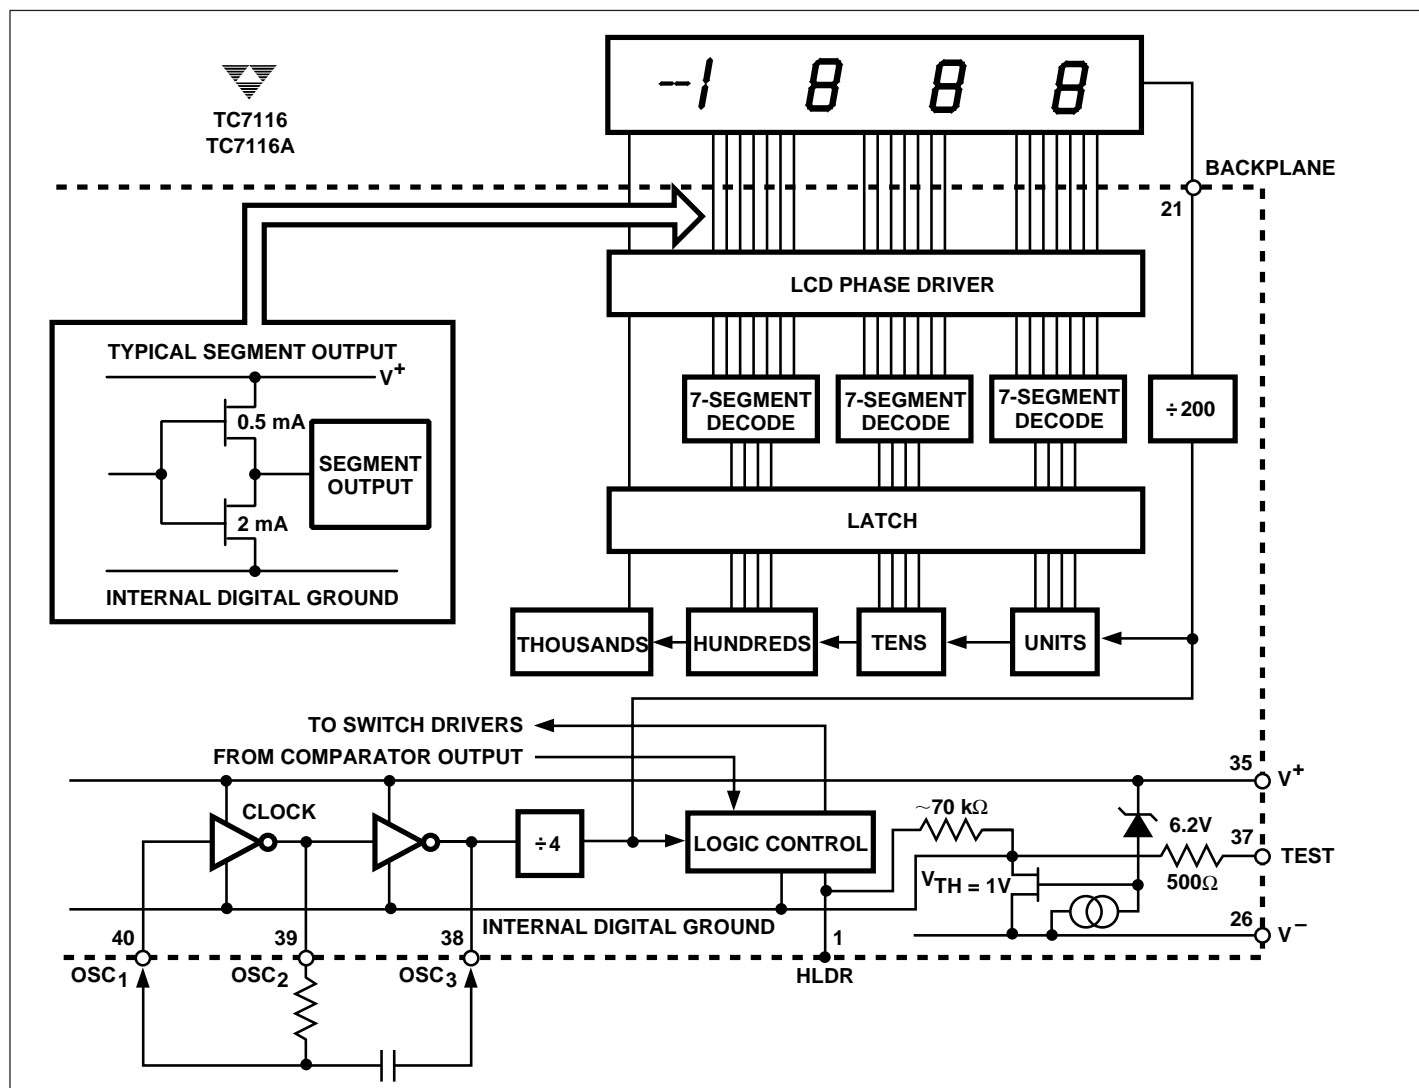 -1 8 8 8
TC7116
TC7116A
BACKPLANE
21
LCD PHASE DRIVER
TYPICAL SEGMENT OUTPUT
V+
0.5 mA
SEGMENT
OUTPUT
2 mA
INTERNAL DIGITAL GROUND
7-SEGMENT
DECODE
7-SEGMENT
DECODE
7-SEGMENT
DECODE
÷200
LATCH
THOUSANDS
HUNDREDS
TENS
UNITS
TO SWITCH DRIVERS
FROM COMPARATOR OUTPUT
35
V+
CLOCK
÷4
LOGIC CONTROL
~70 kΩ
6.2V
37
TEST
500Ω
VTH = 1V
INTERNAL DIGITAL GROUND
26
V–
40
39
38
1
OSC1
OSC2
OSC3
HLDR